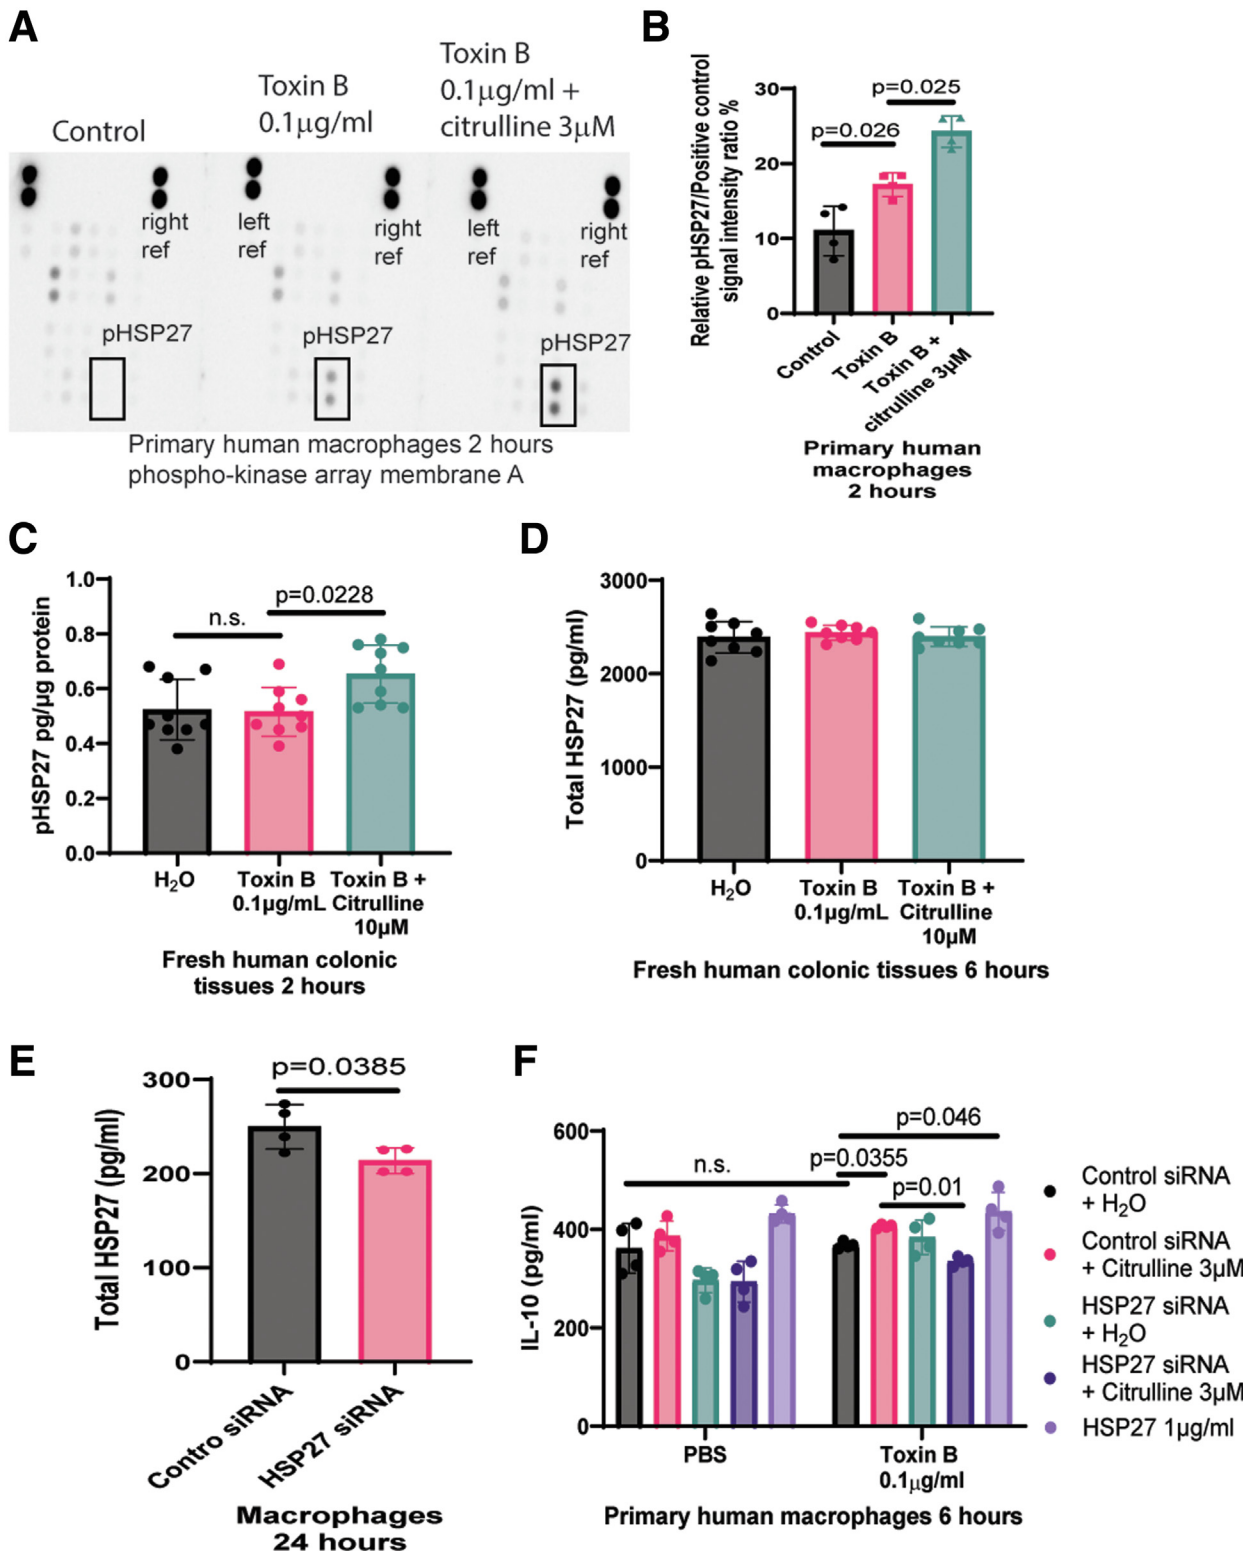 A
Control
Toxin B
0.1μg/ml
Toxin B
0.1μg/ml +
citrulline 3μM
right
ref
left
ref
right
ref
left
ref
right
ref
pHSP27
pHSP27
pHSP27
Primary human macrophages 2 hours
phospho-kinase array membrane A
B
Relative pHSP27/Positive control
signal intensity ratio %
30
20
10
0
p=0.026
p=0.025
Control
Toxin B
Toxin B +
citrulline 3μM
Primary human
macrophages
2 hours
C
pHSP27 pg/μg protein
1.0
0.8
0.6
0.4
0.2
0.0
n.s.
p=0.0228
H₂O
Toxin B
0.1μg/mL
Toxin B +
Citrulline
10μM
Fresh human colonic
tissues 2 hours
D
Total HSP27 (pg/ml)
3000
2000
1000
0
H₂O
Toxin B
0.1μg/mL
Toxin B +
Citrulline
10μM
Fresh human colonic tissues 6 hours
E
Total HSP27 (pg/ml)
300
200
100
0
p=0.0385
Contro siRNA
HSP27 siRNA
Macrophages
24 hours
F
IL-10 (pg/ml)
600
400
200
0
n.s.
p=0.046
p=0.0355
p=0.01
PBS
Toxin B
0.1μg/ml
Primary human macrophages 6 hours
Control siRNA
+ H₂O
Control siRNA
+ Citrulline 3μM
HSP27 siRNA
+ H₂O
HSP27 siRNA
+ Citrulline 3μM
HSP27 1μg/ml